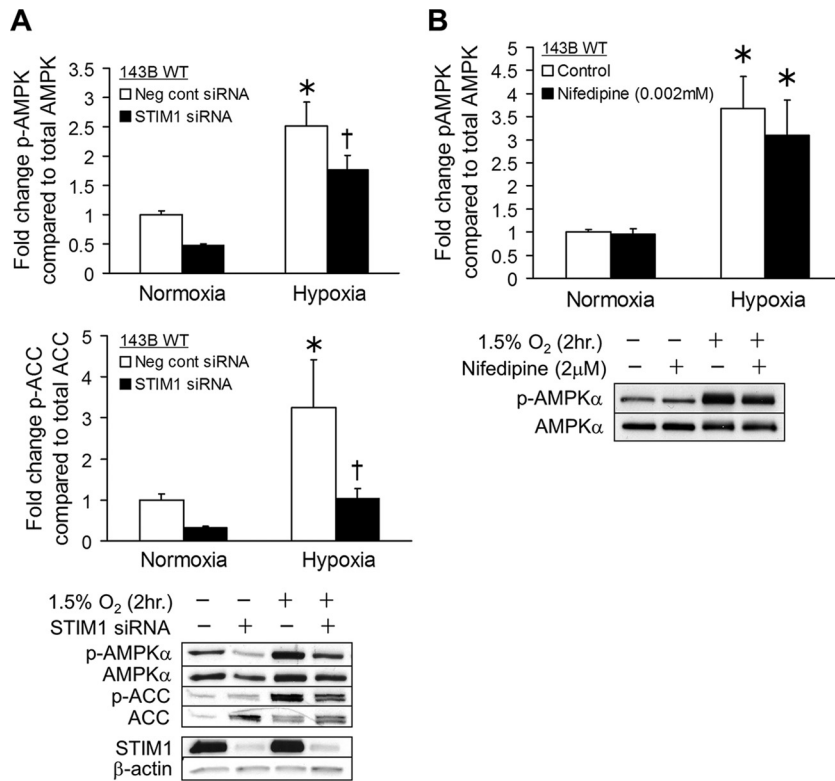 A
Fold change p-AMPK
compared to total AMPK
3.5
3
2.5
2
1.5
1
0.5
0
143B WT
Neg cont siRNA
STIM1 siRNA
*
†
Normoxia Hypoxia
Fold change p-ACC
compared to total ACC
5
4
3
2
1
0
143B WT
Neg cont siRNA
STIM1 siRNA
*
†
Normoxia Hypoxia
1.5% O2 (2hr.) − − + +
STIM1 siRNA − + − +
p-AMPKα
AMPKα
p-ACC
ACC
STIM1
β-actin
B
Fold change pAMPK
compared to total AMPK
5
4.5
4
3.5
3
2.5
2
1.5
1
0.5
0
143B WT
Control
Nifedipine (0.002mM)
*
*
Normoxia Hypoxia
1.5% O2 (2hr.) − − + +
Nifedipine (2μM) − + − +
p-AMPKα
AMPKα